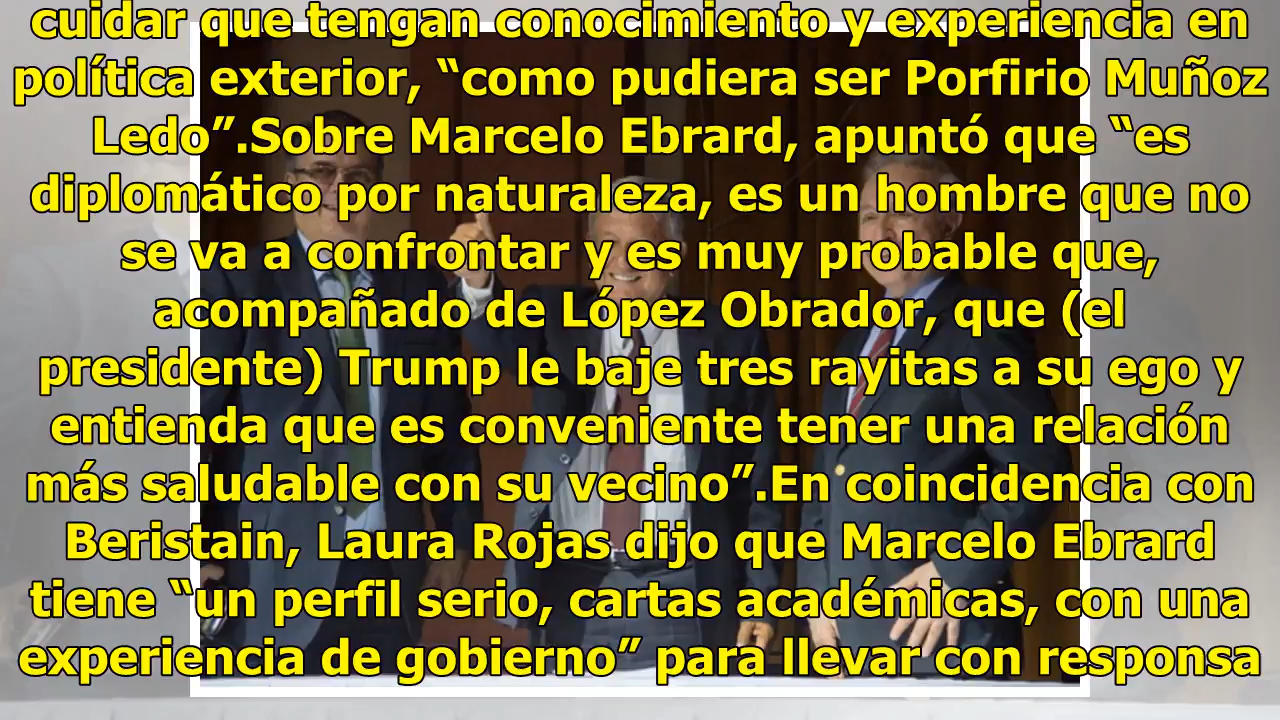 cuidar que tengan conocimiento y experiencia en
política exterior, “como pudiera ser Porfirio Muñoz
Ledo”.Sobre Marcelo Ebrard, apuntó que “es
diplomático por naturaleza, es un hombre que no
se va a confrontar y es muy probable que,
acompañado de López Obrador, que (el
presidente) Trump le baje tres rayitas a su ego y
entienda que es conveniente tener una relación
más saludable con su vecino”.En coincidencia con
Beristain, Laura Rojas dijo que Marcelo Ebrard
tiene “un perfil serio, cartas académicas, con una
experiencia de gobierno” para llevar con responsa